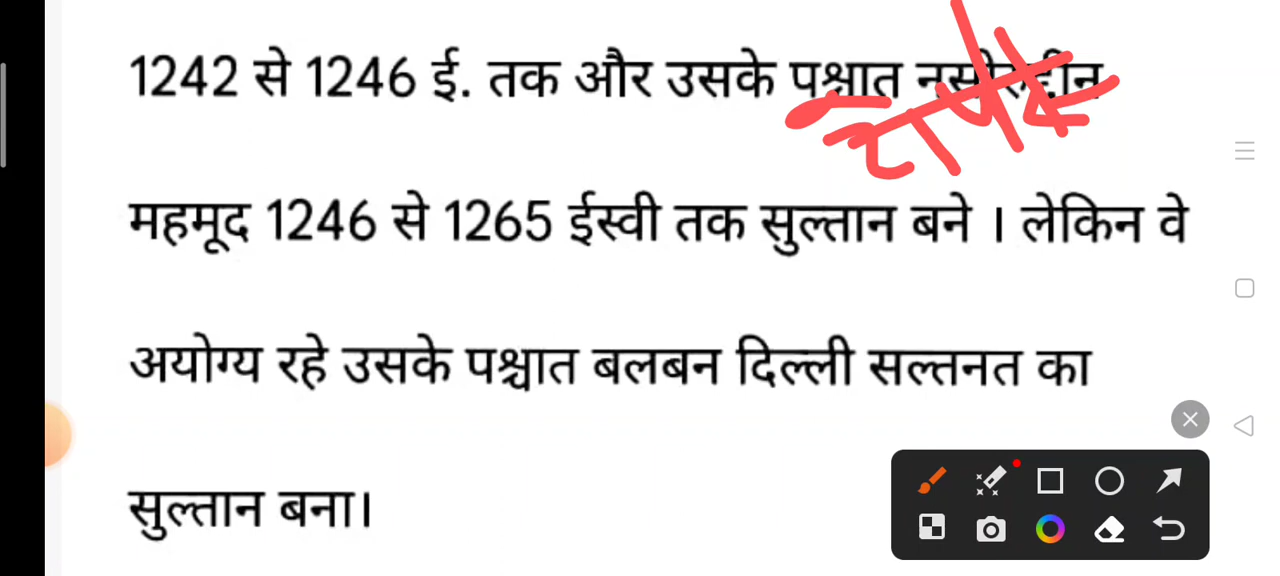 1242 से 1246 ई. तक और उसके पश्चात नसीरुद्दीन
महमूद 1246 से 1265 ईस्वी तक सुल्तान बने । लेकिन वे
अयोग्य रहे उसके पश्चात बलबन दिल्ली सल्तनत का
सुल्तान बना।